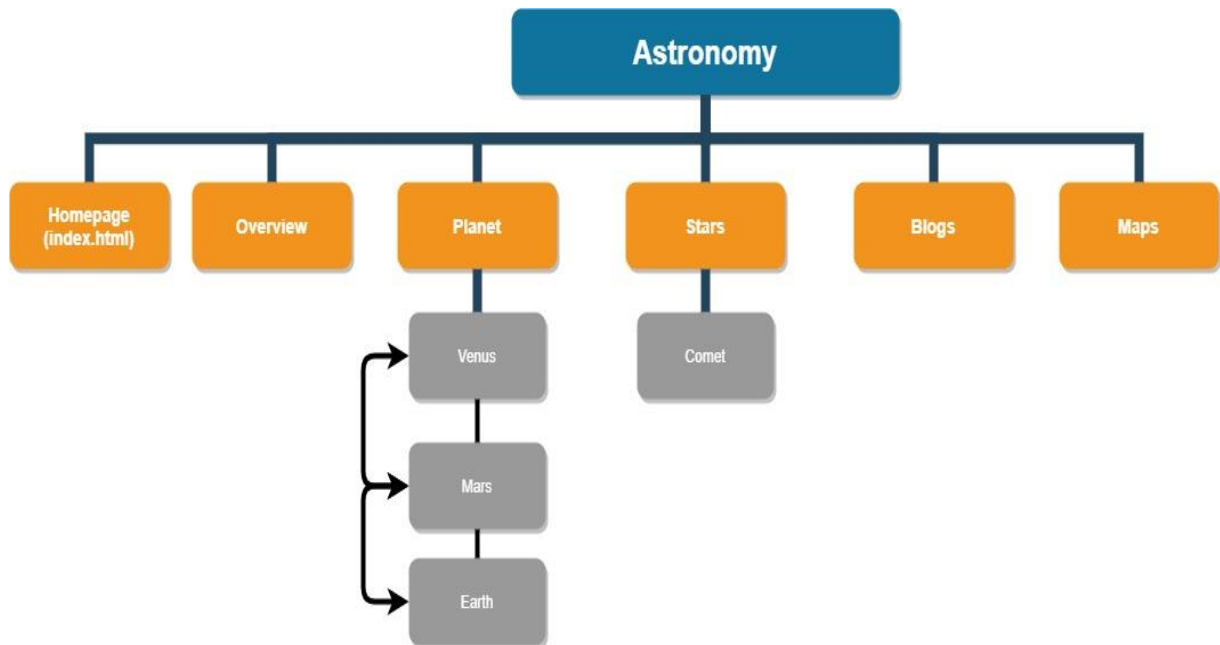 Astronomy
Homepage
(index.html)
Overview
Planet
Stars
Blogs
Maps
Venus
Comet
Mars
Earth